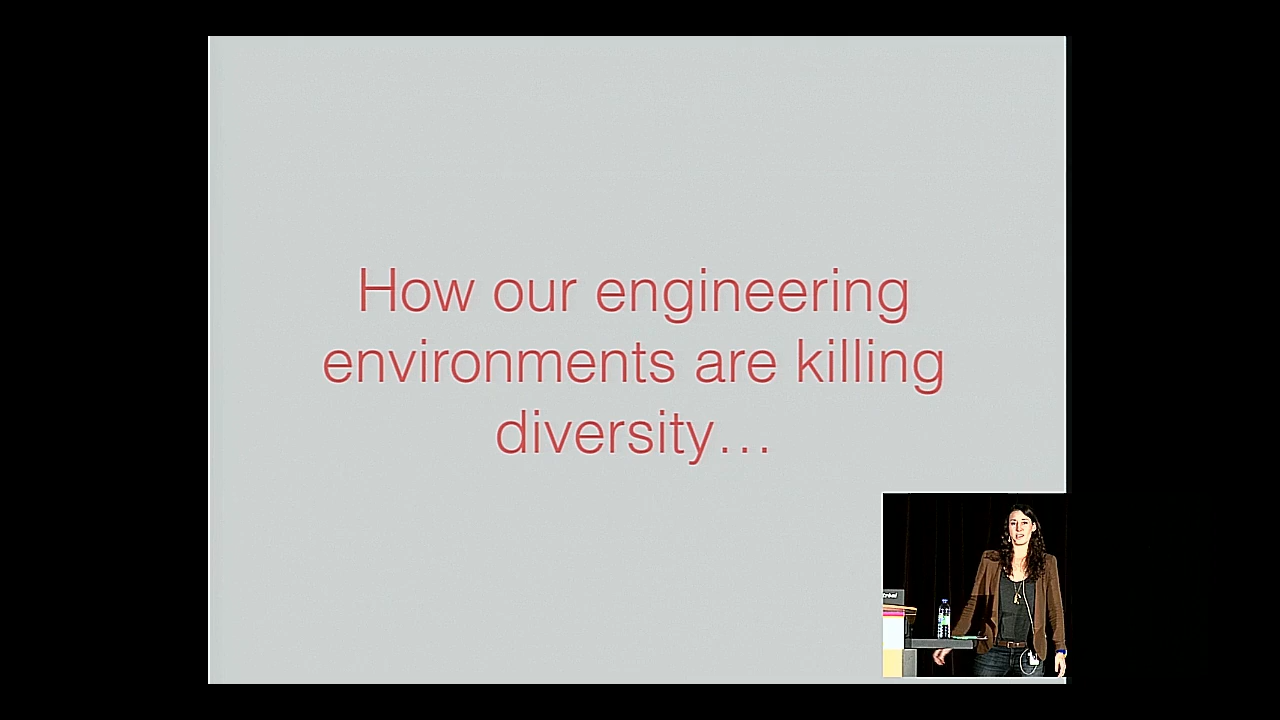 How our engineering
environments are killing
diversity…